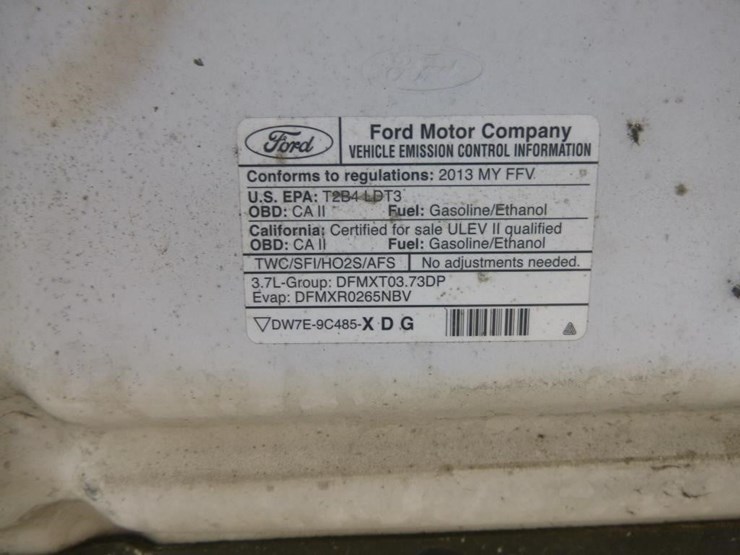 Ford
Ford Motor Company
VEHICLE EMISSION CONTROL INFORMATION
Conforms to regulations: 2013 MY FFV
U.S. EPA: T2B4 LDT3
OBD: CA II Fuel: Gasoline/Ethanol
California: Certified for sale ULEV II qualified
OBD: CA II Fuel: Gasoline/Ethanol
TWC/SFI/HO2S/AFS No adjustments needed.
3.7L-Group: DFMXT03.73DP
Evap: DFMXR0265NBV
DW7E-9C485-X D G